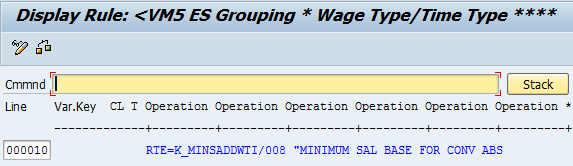 Display Rule: <VM5 ES Grouping * Wage Type/Time Type ****
Cmmnd Stack
Line Var.Key CL T Operation Operation Operation Operation Operation Operation *
-------------+---------+---------+---------+---------+---------+---------+
000010 RTE=K_MINSADDWTI/008 "MINIMUM SAL BASE FOR CONV ABS